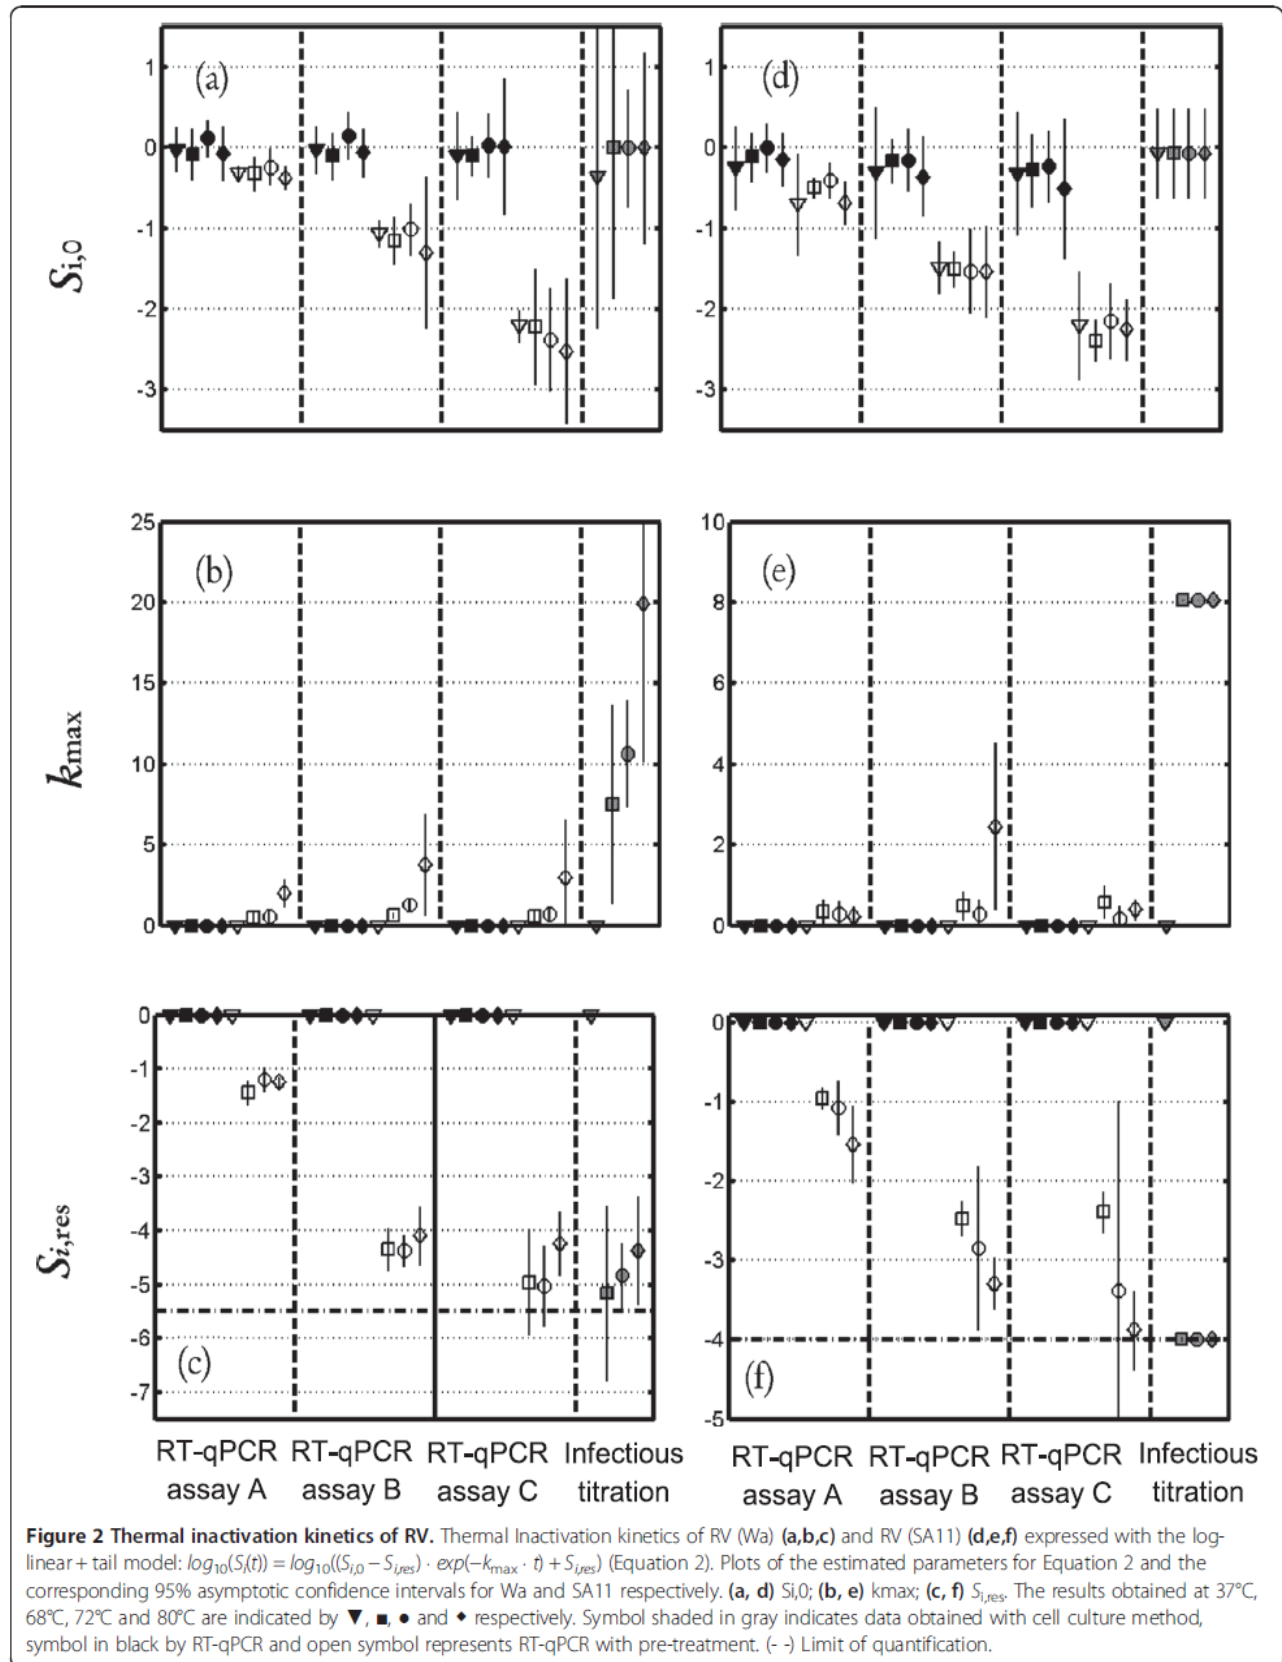 (a)
1
0
-1
-2
-3
Si,0
(d)
1
0
-1
-2
-3
(b)
25
20
15
10
5
0
kmax
(e)
10
8
6
4
2
0
(c)
0
-1
-2
-3
-4
-5
-6
-7
Si,res
(f)
0
-1
-2
-3
-4
-5
RT-qPCR RT-qPCR RT-qPCR Infectious
assay A assay B assay C titration
RT-qPCR RT-qPCR RT-qPCR Infectious
assay A assay B assay C titration
Figure 2 Thermal inactivation kinetics of RV. Thermal Inactivation kinetics of RV (Wa) (a,b,c) and RV (SA11) (d,e,f) expressed with the log-
linear + tail model: log10(Si(t)) = log10((Si,0 − Si,res) · exp(−kmax · t) + Si,res) (Equation 2). Plots of the estimated parameters for Equation 2 and the
corresponding 95% asymptotic confidence intervals for Wa and SA11 respectively. (a, d) Si,0; (b, e) kmax; (c, f) Si,res. The results obtained at 37°C,
68°C, 72°C and 80°C are indicated by ▼, ■, ● and ◆ respectively. Symbol shaded in gray indicates data obtained with cell culture method,
symbol in black by RT-qPCR and open symbol represents RT-qPCR with pre-treatment. (- -) Limit of quantification.